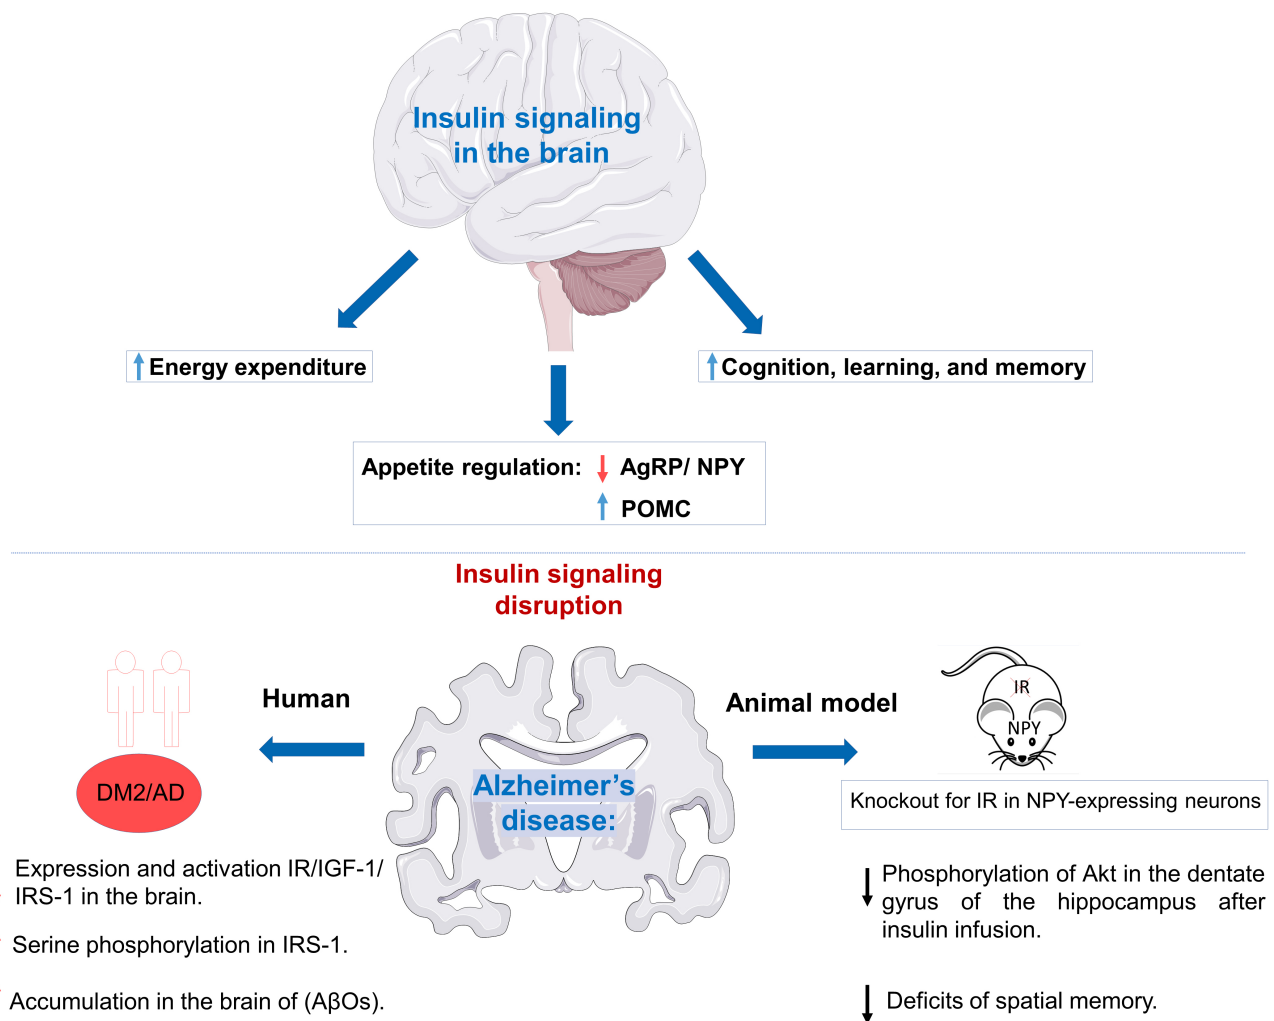 Insulin signaling
in the brain
Energy expenditure
Cognition, learning, and memory
Appetite regulation: AgRP/ NPY
POMC
Insulin signaling
disruption
Human
Animal model
IR
NPY
DM2/AD
Alzheimer's
disease:
Knockout for IR in NPY-expressing neurons
Expression and activation IR/IGF-1/
IRS-1 in the brain.
Serine phosphorylation in IRS-1.
Accumulation in the brain of (AβOs).
Phosphorylation of Akt in the dentate
gyrus of the hippocampus after
insulin infusion.
Deficits of spatial memory.